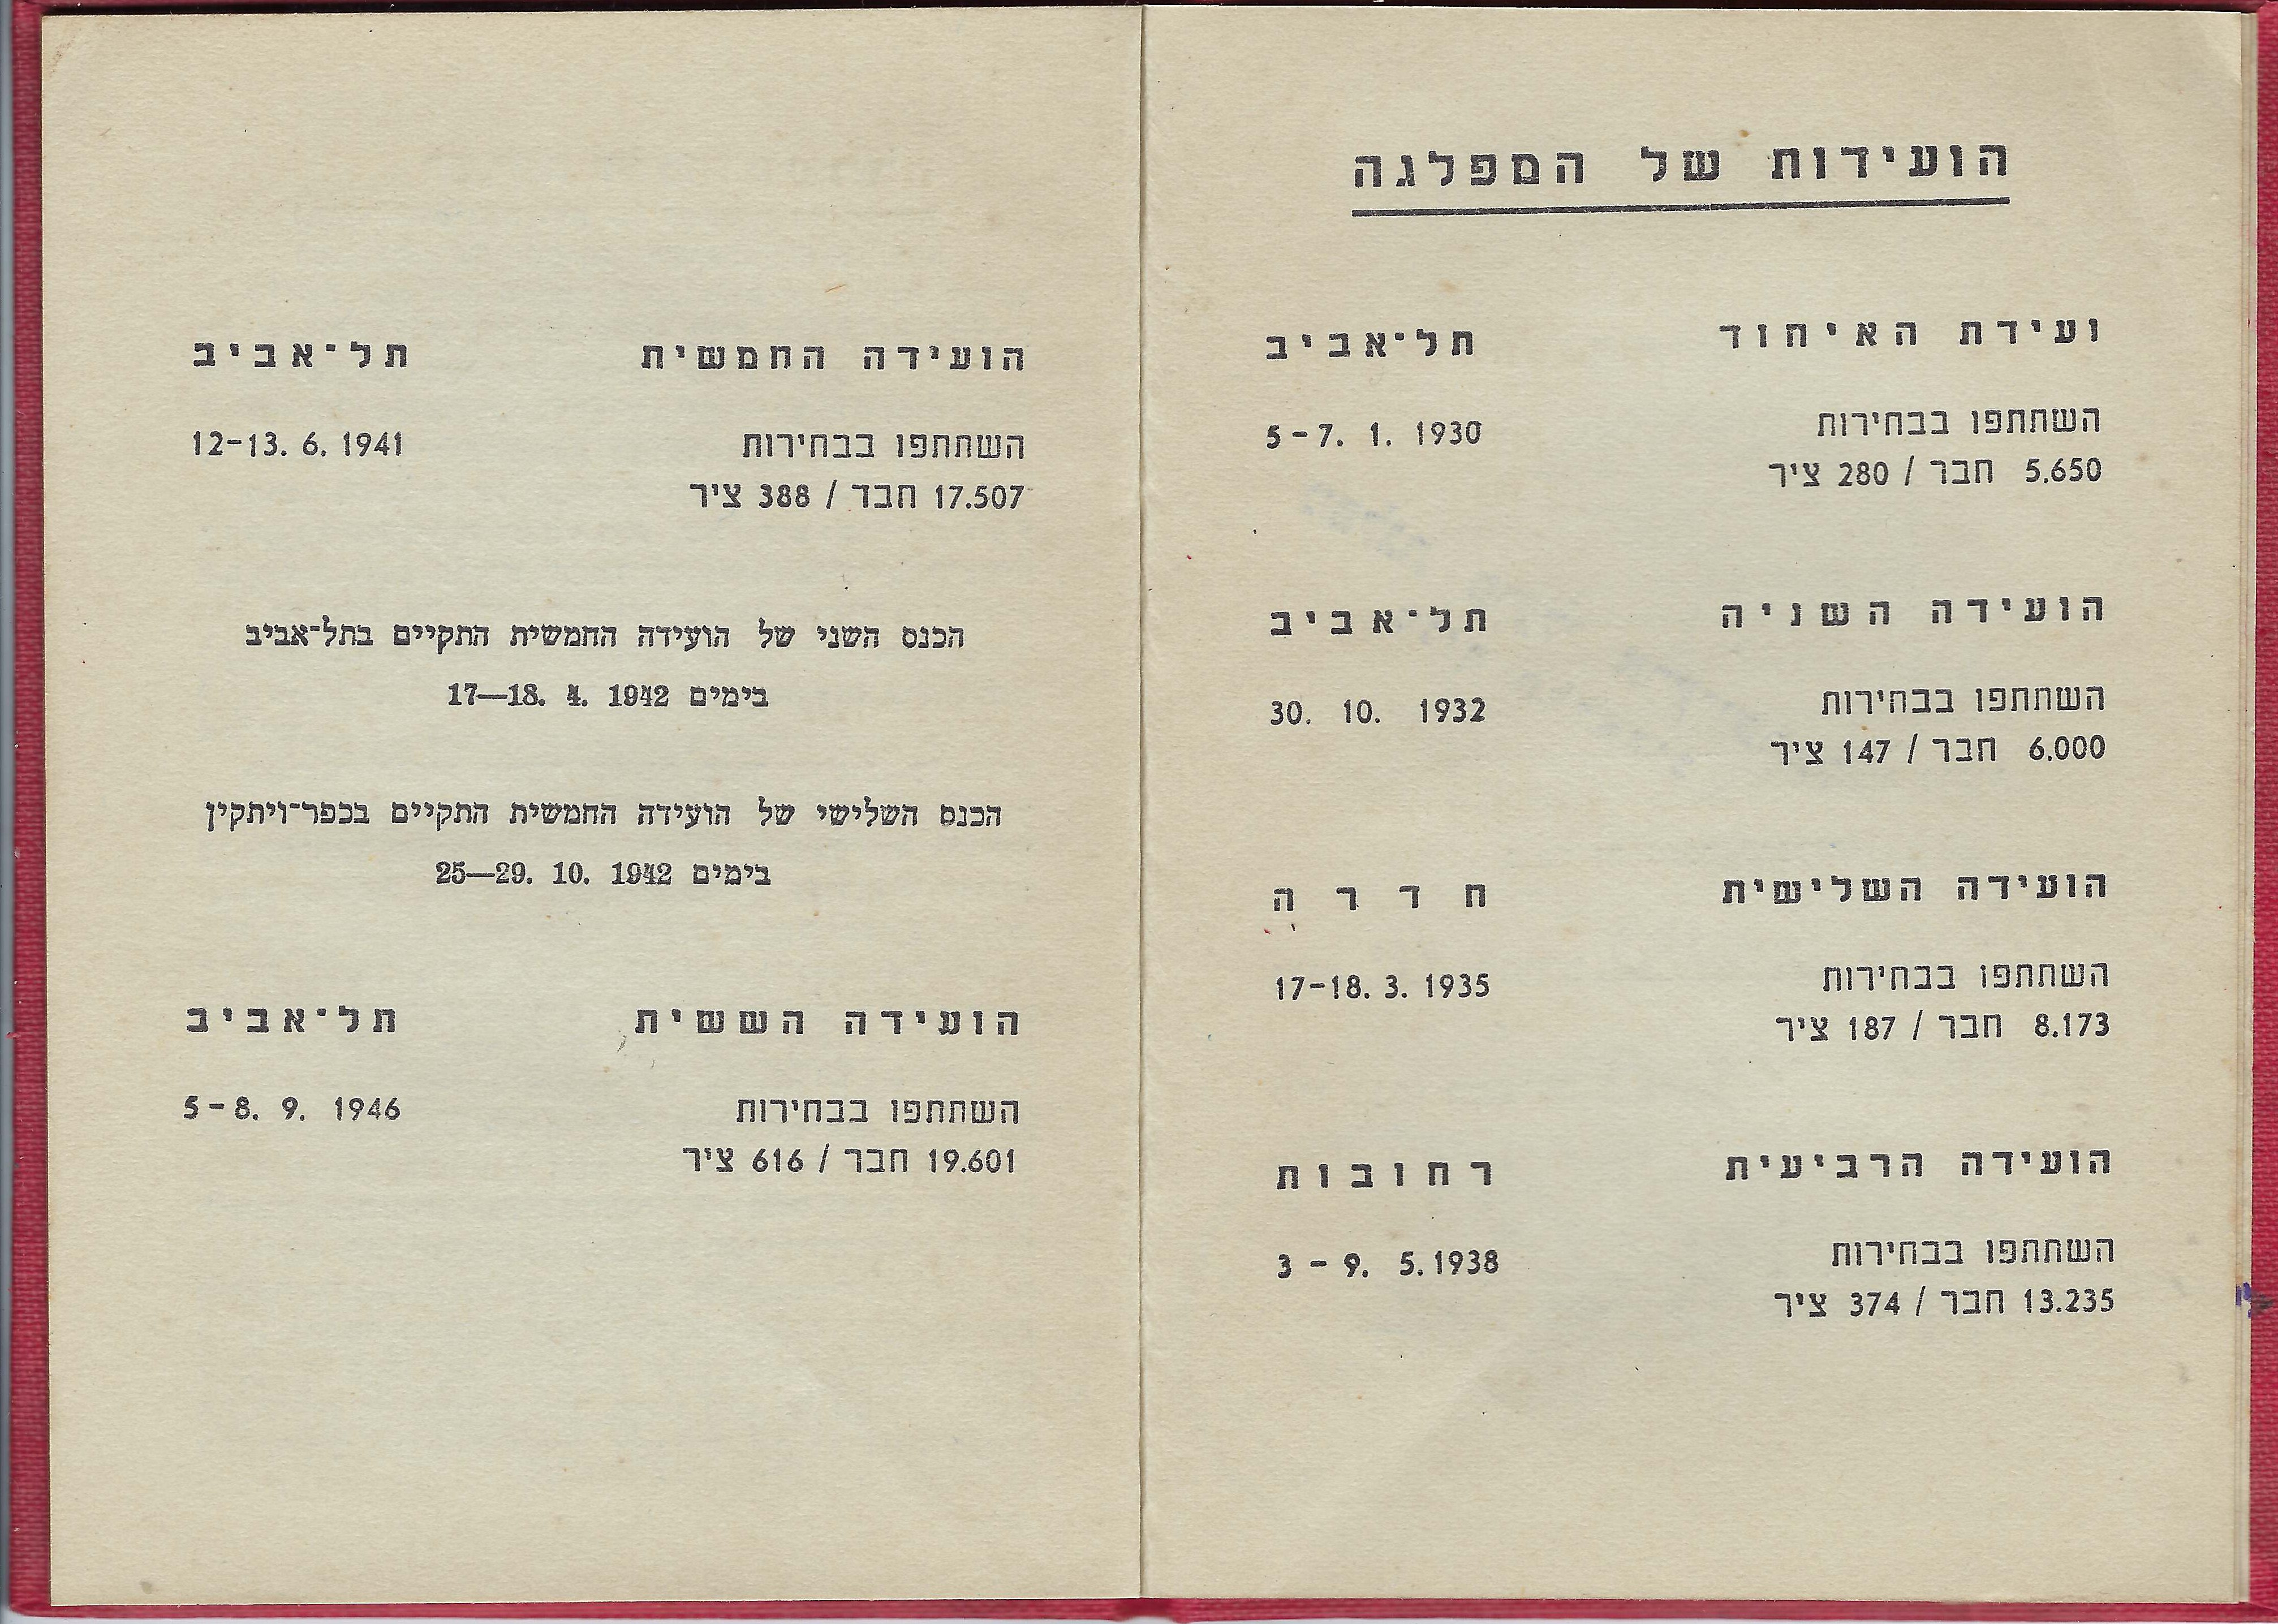 הועידות של המפלגה
ועידת האיחוד תל־אביב
השתתפו בבחירות 5–7. 1. 1930
5.650 חבר / 280 ציר
הועידה השניה תל־אביב
השתתפו בבחירות 30. 10. 1932
6.000 חבר / 147 ציר
הועידה השלישית חדרה
השתתפו בבחירות 17–18. 3. 1935
8.173 חבר / 187 ציר
הועידה הרביעית רחובות
השתתפו בבחירות 3 – 9. 5. 1938
13.235 חבר / 374 ציר
הועידה החמשית תל־אביב
השתתפו בבחירות 12–13. 6. 1941
17.507 חבר / 388 ציר
הכנס השני של הועידה החמשית התקיים בתל־אביב
בימים 17—18. 4. 1942
הכנס השלישי של הועידה החמשית התקיים בכפר־ויתקין
בימים 25—29. 10. 1942
הועידה הששית תל־אביב
השתתפו בבחירות 5–8. 9. 1946
19.601 חבר / 616 ציר